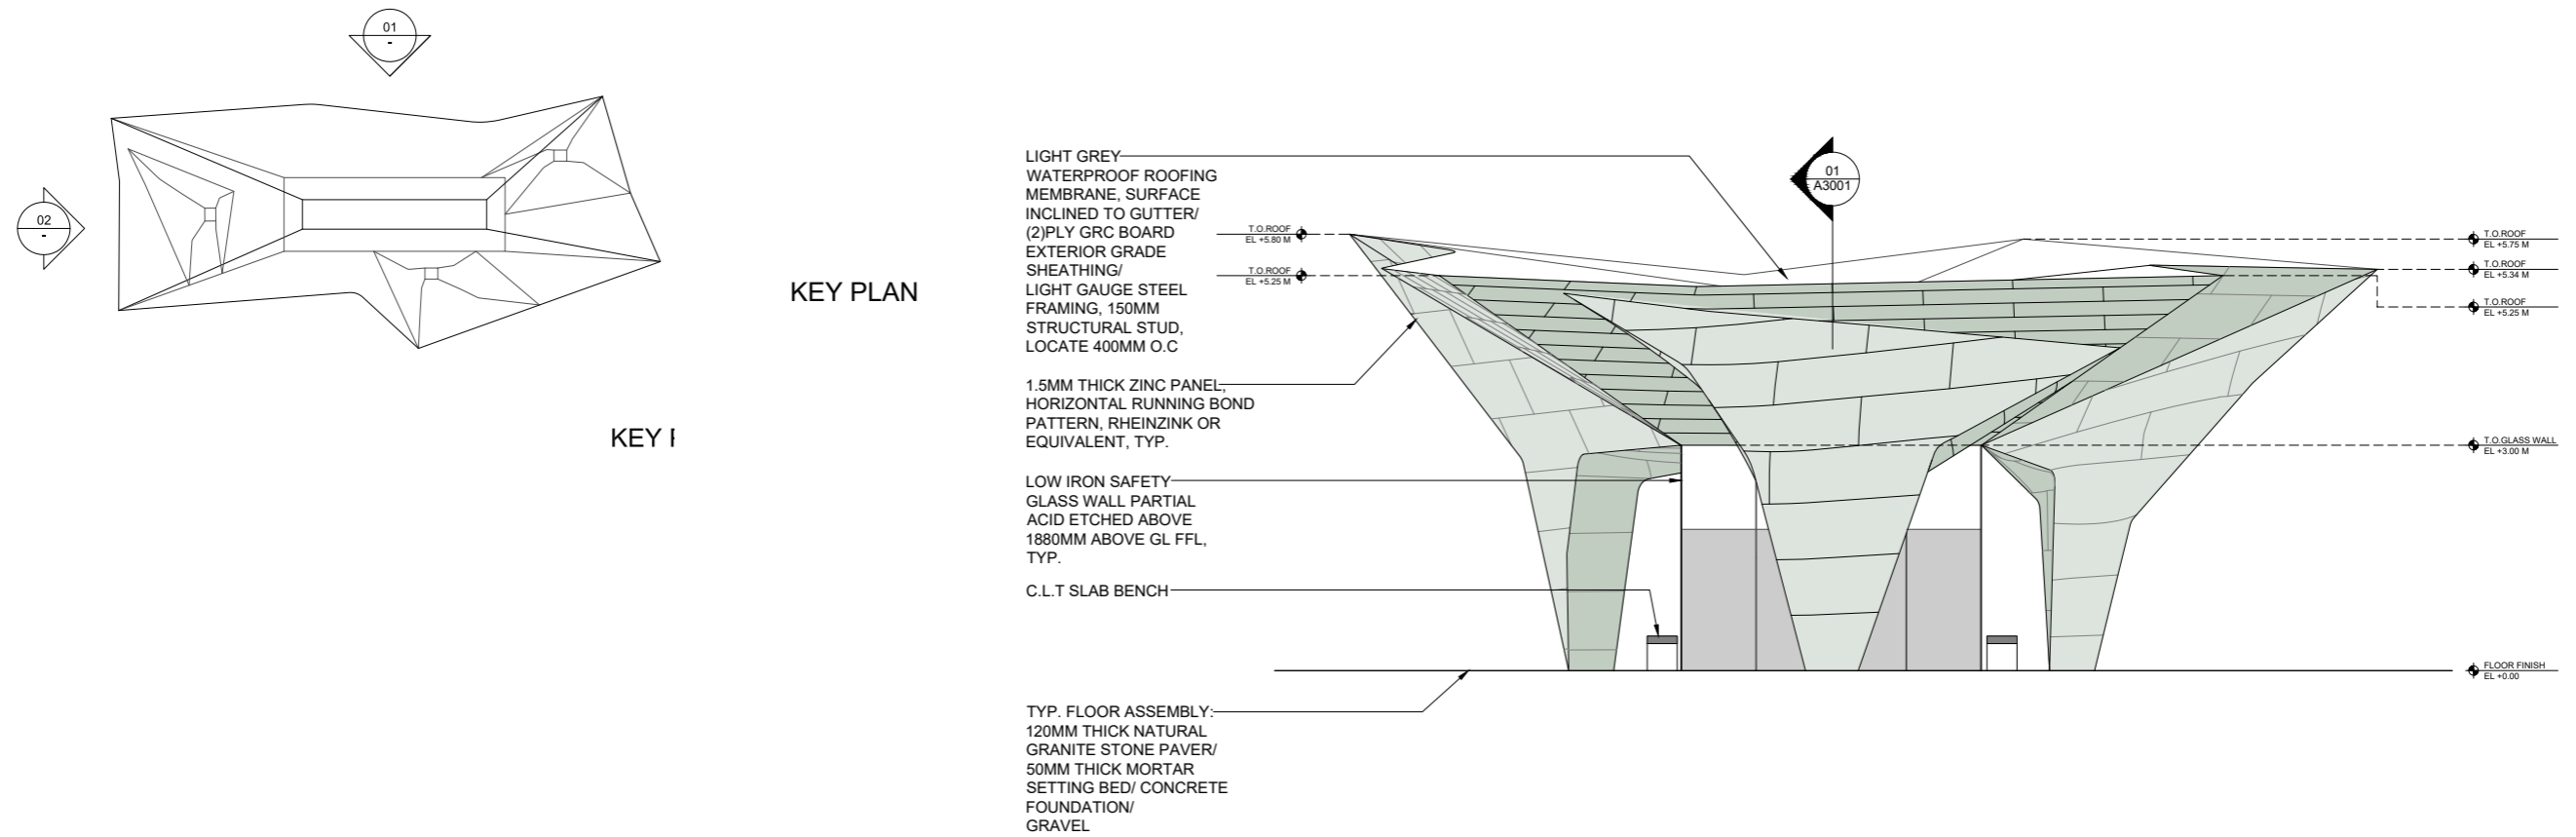 01
-
02
-
KEY PLAN
KEY
LIGHT GREY
WATERPROOF ROOFING
MEMBRANE, SURFACE
INCLINED TO GUTTER/
(2)PLY GRC BOARD
EXTERIOR GRADE
SHEATHING/
LIGHT GAUGE STEEL
FRAMING, 150MM
STRUCTURAL STUD,
LOCATE 400MM O.C
1.5MM THICK ZINC PANEL,
HORIZONTAL RUNNING BOND
PATTERN, RHEINZINK OR
EQUIVALENT, TYP.
LOW IRON SAFETY
GLASS WALL PARTIAL
ACID ETCHED ABOVE
1880MM ABOVE GL FFL,
TYP.
C.L.T SLAB BENCH
TYP. FLOOR ASSEMBLY:
120MM THICK NATURAL
GRANITE STONE PAVER/
50MM THICK MORTAR
SETTING BED/ CONCRETE
FOUNDATION/
GRAVEL
T.O.ROOF
EL +5.80 M
T.O.ROOF
EL +5.25 M
01
A3001
T.O.ROOF
EL +5.75 M
T.O.ROOF
EL +5.34 M
T.O.ROOF
EL +5.25 M
T.O.GLASS WALL
EL +3.00 M
FLOOR FINISH
EL +0.00